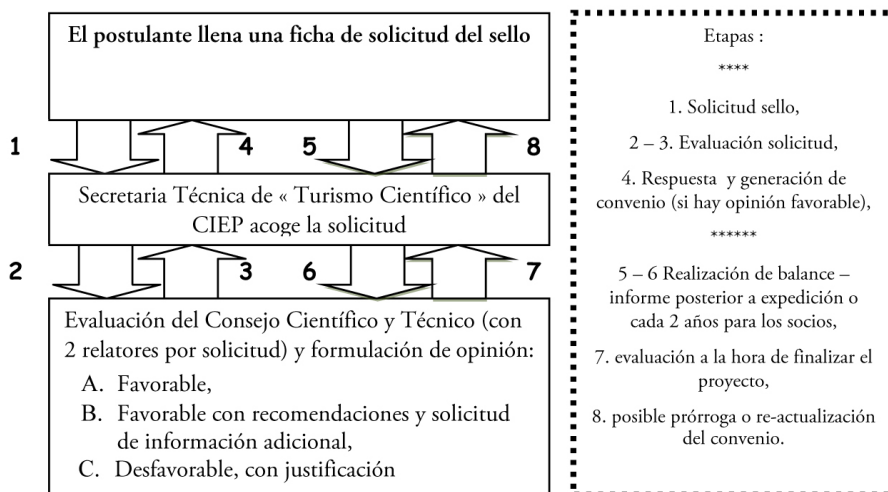 El postulante llena una ficha de solicitud del sello
1
4
5
8
Secretaria Técnica de « Turismo Científico » del
CIEP acoge la solicitud
2
3
6
7
Evaluación del Consejo Científico y Técnico (con
2 relatores por solicitud) y formulación de opinión:
A. Favorable,
B. Favorable con recomendaciones y solicitud
de información adicional,
C. Desfavorable, con justificación
Etapas :
****
1. Solicitud sello,
2 – 3. Evaluación solicitud,
4. Respuesta y generación de
convenio (si hay opinión favorable),
******
5 – 6 Realización de balance –
informe posterior a expedición o
cada 2 años para los socios,
7. evaluación a la hora de finalizar el
proyecto,
8. posible prórroga o re-actualización
del convenio.